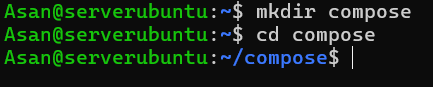 Asan@serverubuntu:~$ mkdir compose
Asan@serverubuntu:~$ cd compose
Asan@serverubuntu:~/compose$